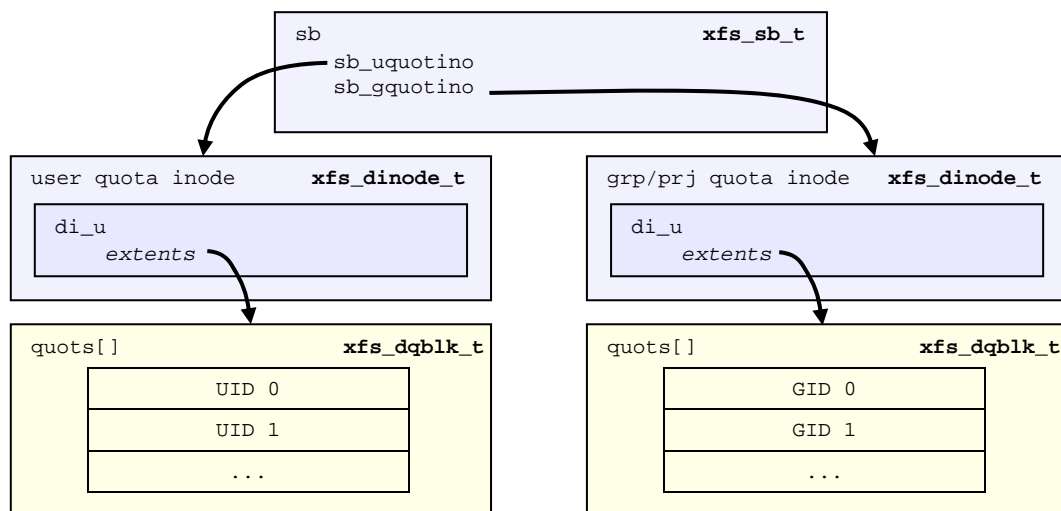 sb xfs_sb_t
sb_uquotino
sb_gquotino
user quota inode xfs_dinode_t
di_u
extents
quots[] xfs_dqblk_t
UID 0
UID 1
...
grp/prj quota inode xfs_dinode_t
di_u
extents
quots[] xfs_dqblk_t
GID 0
GID 1
...